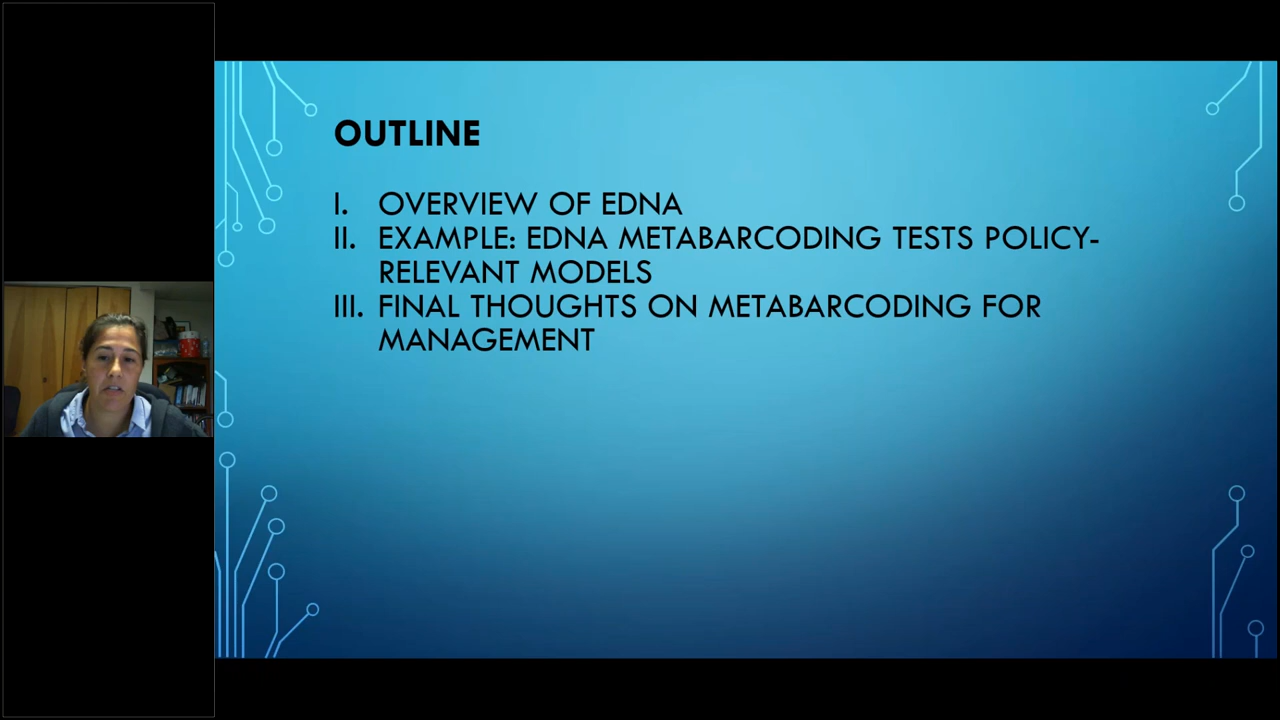 OUTLINE
I. OVERVIEW OF EDNA
II. EXAMPLE: EDNA METABARCODING TESTS POLICY-
RELEVANT MODELS
III. FINAL THOUGHTS ON METABARCODING FOR
MANAGEMENT